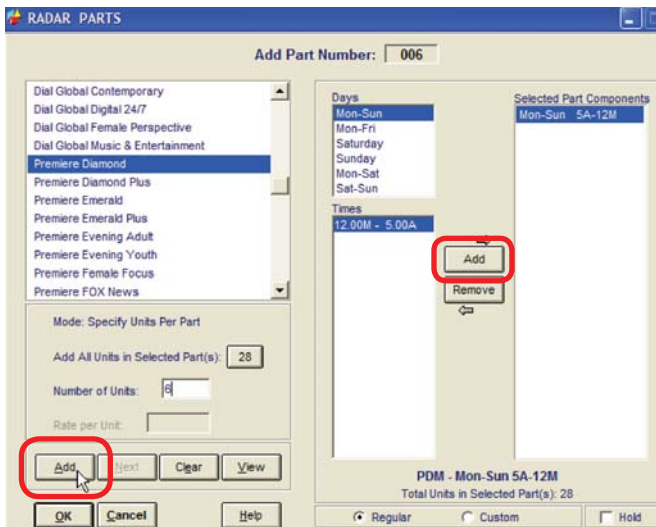 RADAR PARTS
Add Part Number: 006
Dial Global Contemporary
Dial Global Digital 24/7
Dial Global Female Perspective
Dial Global Music & Entertainment
Premiere Diamond
Premiere Diamond Plus
Premiere Emerald
Premiere Emerald Plus
Premiere Evening Adult
Premiere Evening Youth
Premiere Female Focus
Premiere FOX News
Mode: Specify Units Per Part
Add All Units in Selected Part(s): 28
Number of Units: 6
Rate per Unit:
Add Next Clear View
OK Cancel Help
Days
Mon-Sun
Mon-Fri
Saturday
Sunday
Mon-Sat
Sat-Sun
Times
12.00M - 5.00A
Add
Remove
Selected Part Components
Mon-Sun 5A-12M
PDM - Mon-Sun 5A-12M
Total Units in Selected Part(s): 28
Regular Custom Hold